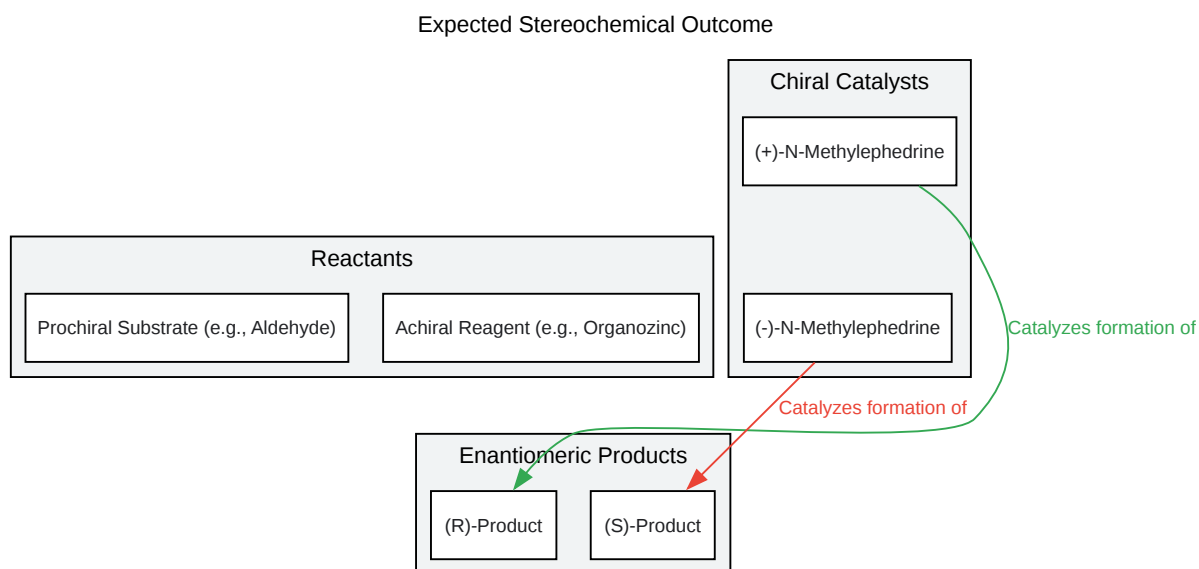 Expected Stereochemical Outcome
Chiral Catalysts
(+)-N-Methylephedrine
Reactants
Prochiral Substrate (e.g., Aldehyde)
Achiral Reagent (e.g., Organozinc)
(-)-N-Methylephedrine
Catalyzes formation of
Catalyzes formation of
Enantiomeric Products
(R)-Product
(S)-Product